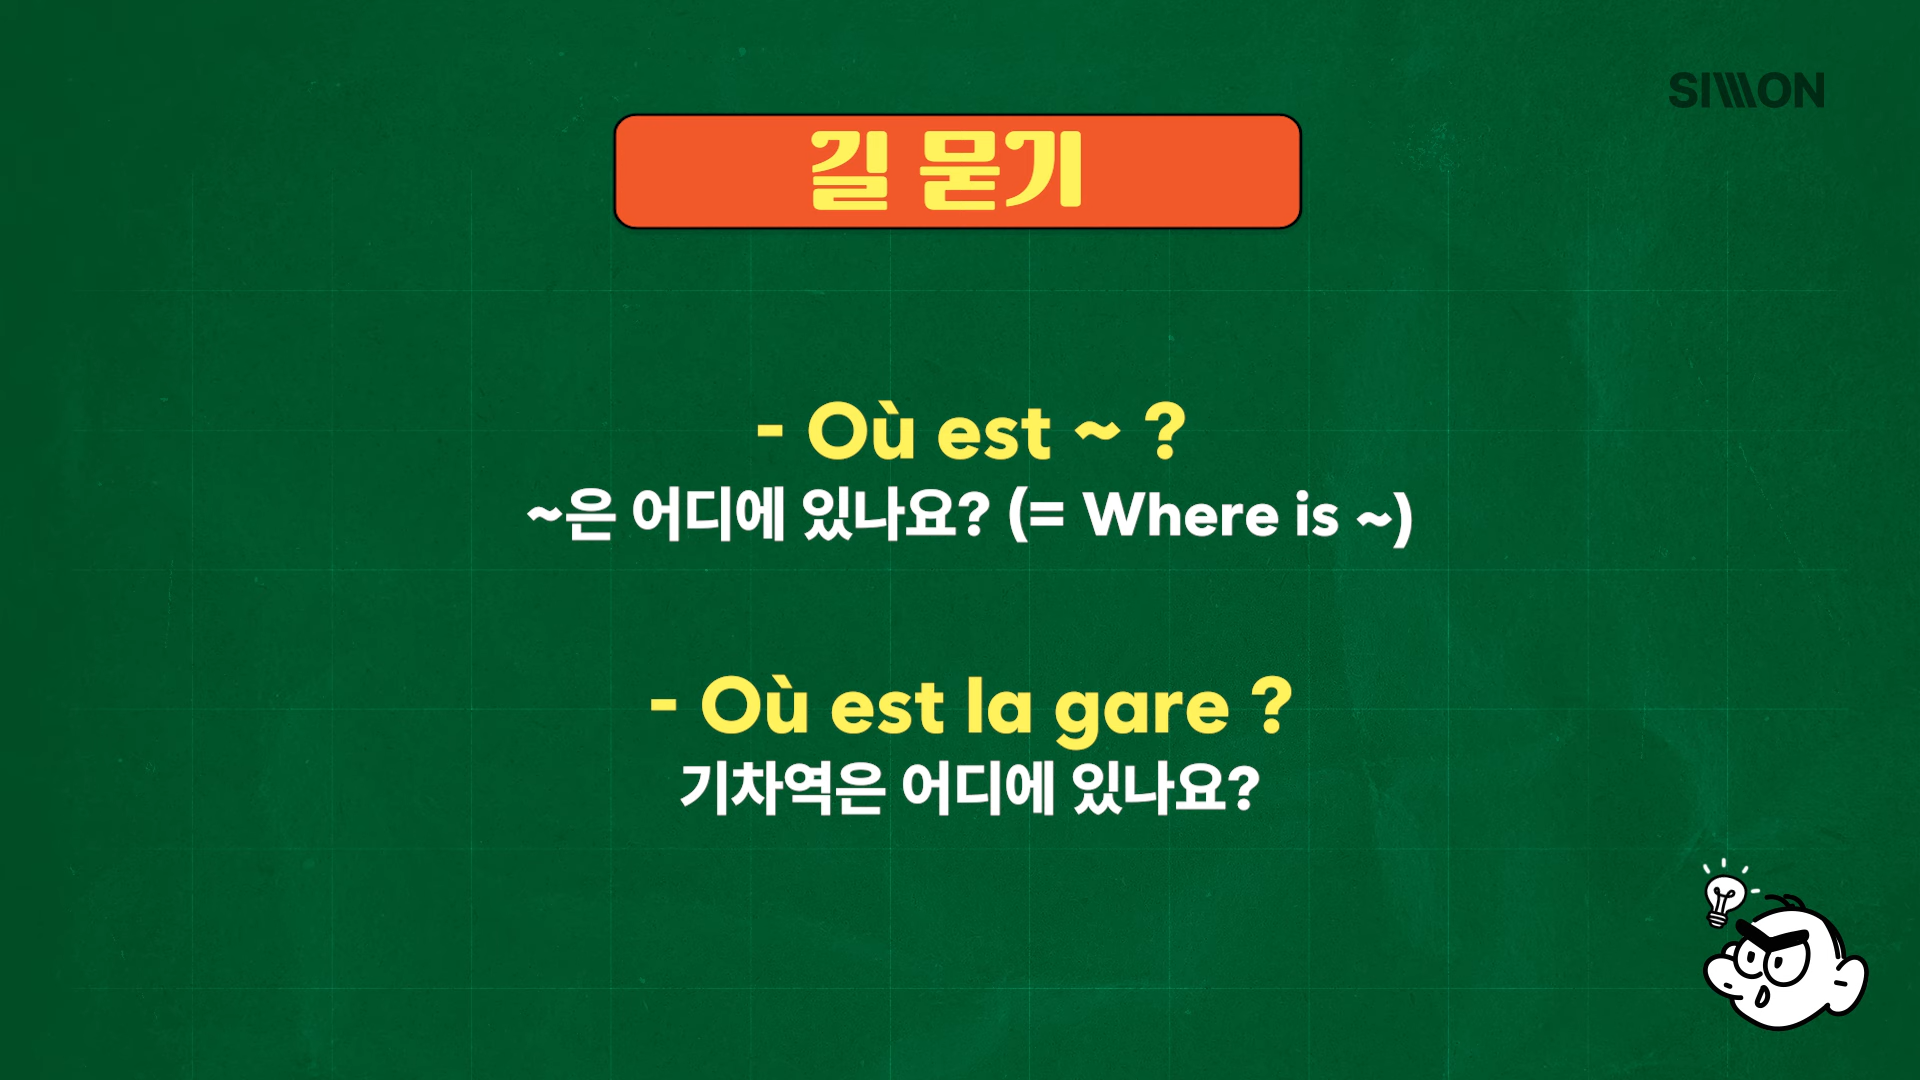 SIMON
길 묻기
- Où est ~ ?
~은 어디에 있나요? (= Where is ~)
- Où est la gare ?
기차역은 어디에 있나요?